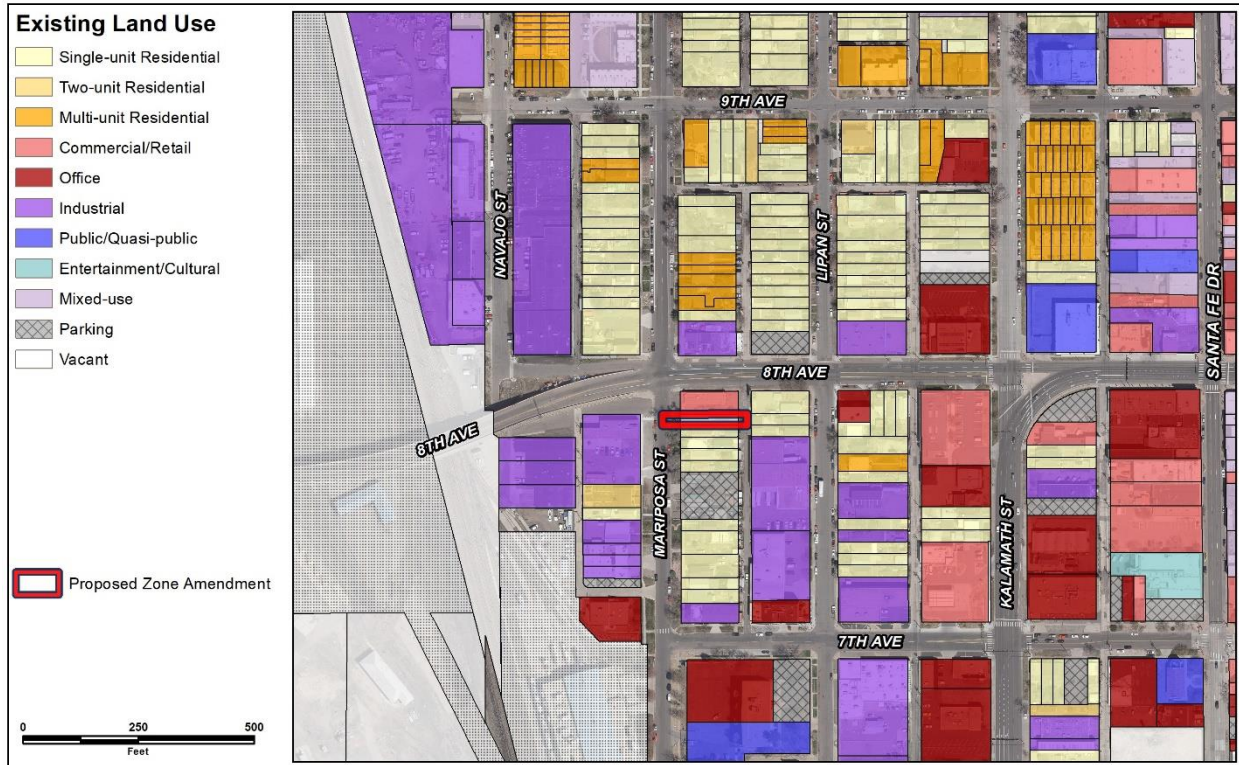 Existing Land Use
Single-unit Residential
Two-unit Residential
Multi-unit Residential
Commercial/Retail
Office
Industrial
Public/Quasi-public
Entertainment/Cultural
Mixed-use
Parking
Vacant
Proposed Zone Amendment
0 250 500
Feet
9TH AVE
NAVAJO ST
LIPAN ST
SANTA FE DR
8TH AVE
8TH AVE
MARIPOSA ST
KALAMATH ST
7TH AVE